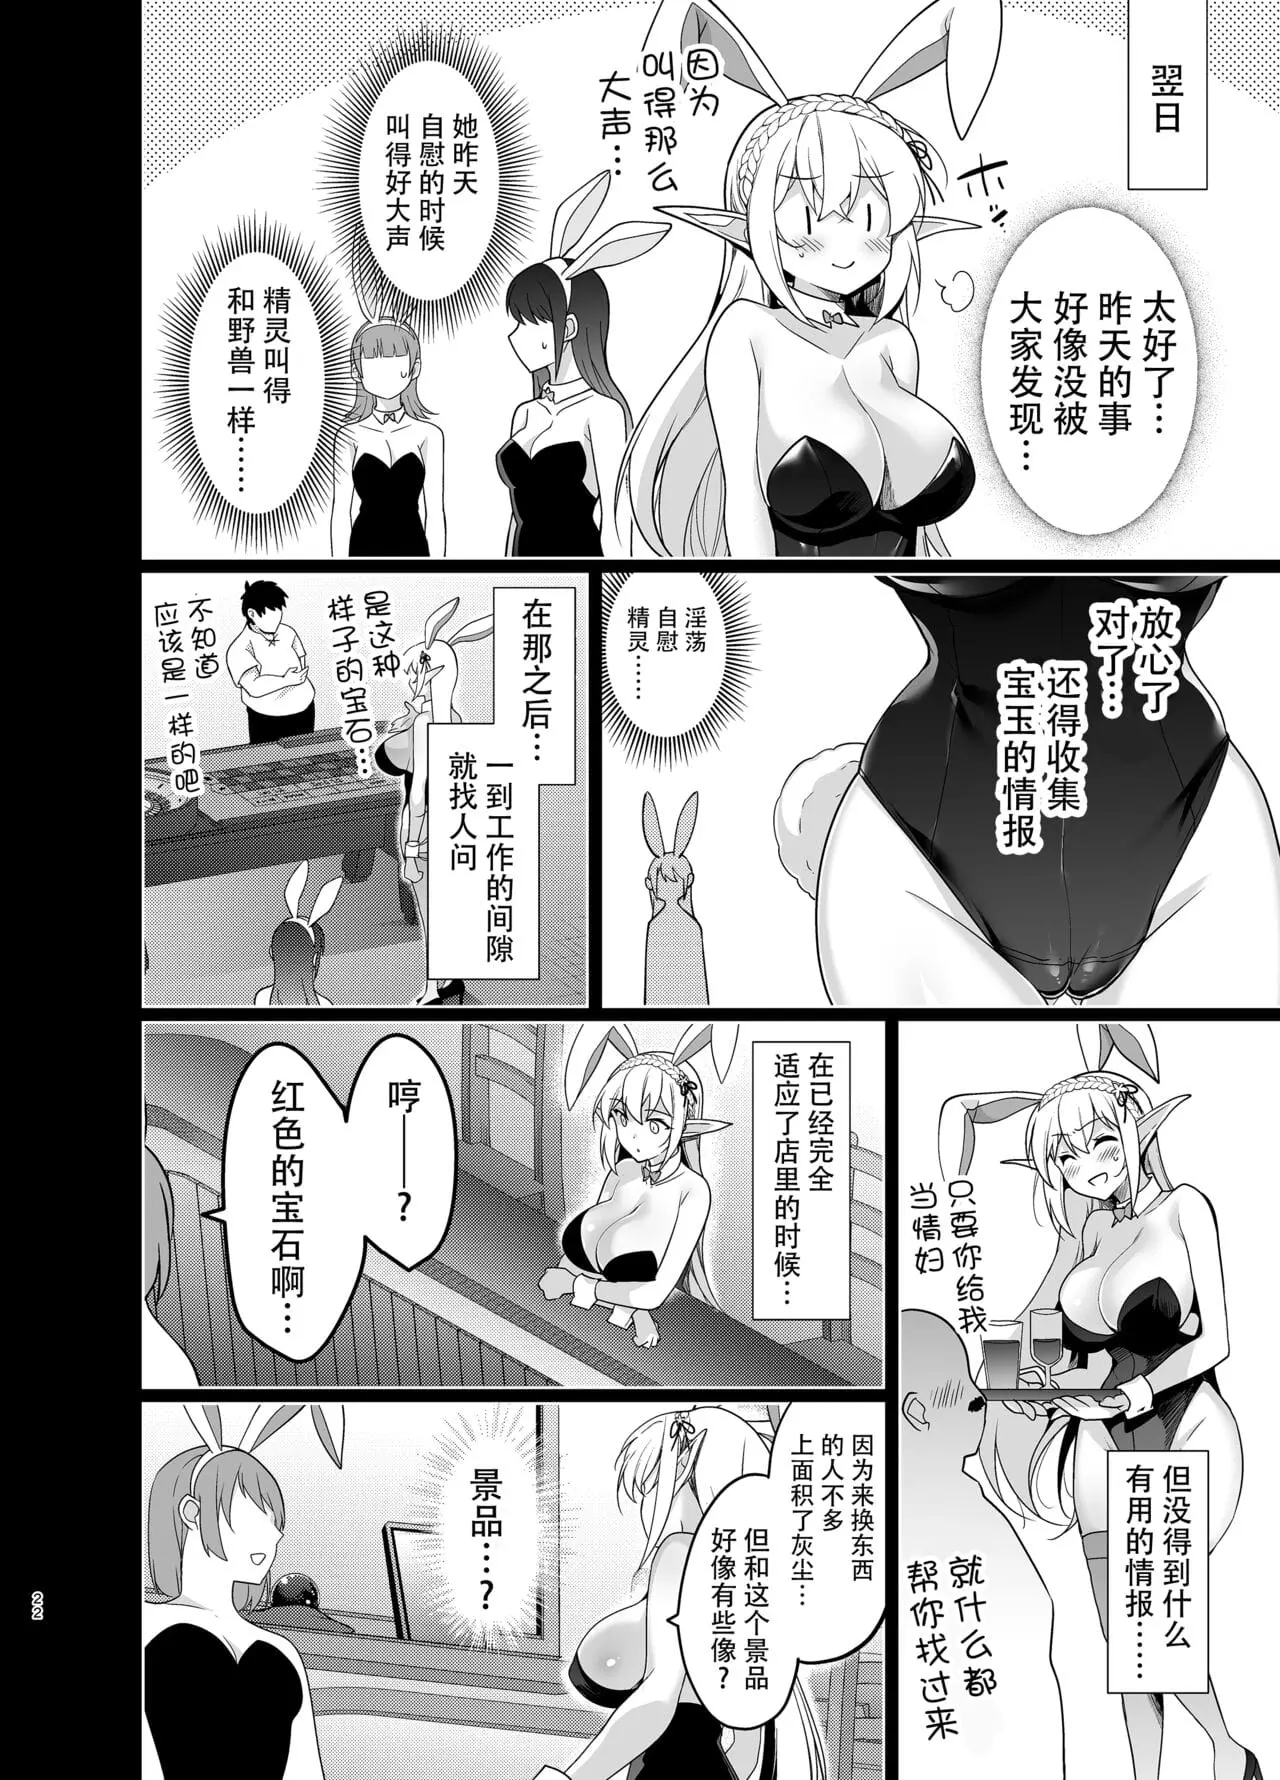 翌日
太好了…
昨天的事
好像没被
大家发现…
ホッ
因为
叫得那么
大声…
她昨天
自慰的时候
叫得好大声
精灵叫得
和野兽一样……
放心了
对了…
还得收集
宝玉的情报
淫荡
自慰
精灵……
在那之后…
一到工作的间隙
就找人问
是这种
样子的宝石…
不知道
应该是一样的吧
只要你给我
当情妇
就什么都
帮你找过来
但没得到什么
有用的情报……
在已经完全
适应了店里的时候…
哼——?
红色的宝石啊…
因为来换东西
的人不多
上面积了灰尘…
但和这个景品
好像有些像?
景品…?
22